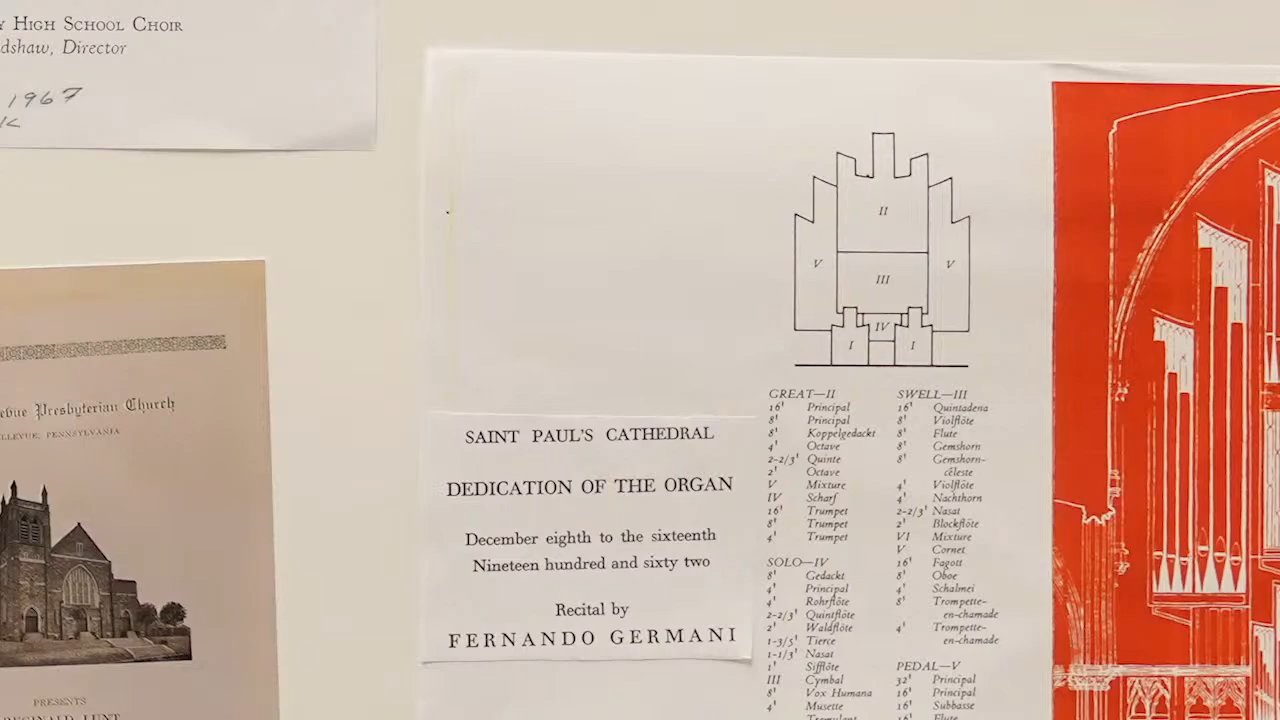 HIGH SCHOOL CHOIR
Director
1967
Presbyterian Church
PENNSYLVANIA
PRESENTS
SAINT PAUL'S CATHEDRAL
DEDICATION OF THE ORGAN
December eighth to the sixteenth
Nineteen hundred and sixty two
Recital by
FERNANDO GERMANI
II
V
V
III
IV
I
I
GREAT—II
16' Principal
8' Principal
8' Koppelgedackt
4' Octave
2-2/3' Quinte
2' Octave
V Mixture
IV Scharf
16' Trumpet
8' Trumpet
4' Trumpet
SOLO—IV
8' Gedackt
4' Principal
4' Rohrflöte
2-2/3' Quintflöte
2' Waldflöte
1-3/5' Tierce
1-1/3' Nasat
1' Sifflöte
III Cymbal
8' Vox Humana
4' Musette
Tremulant
SWELL—III
16' Quintadena
8' Violflöte
8' Flute
8' Gemshorn
8' Gemshorn-
céleste
4' Violflöte
4' Nachthorn
2-2/3' Nasat
2' Blockflöte
VI Mixture
V Cornet
16' Fagott
8' Oboe
4' Schalmei
8' Trompette-
en-chamade
4' Trompette-
en-chamade
PEDAL—V
32' Principal
16' Principal
16' Subbasse
16' Flute